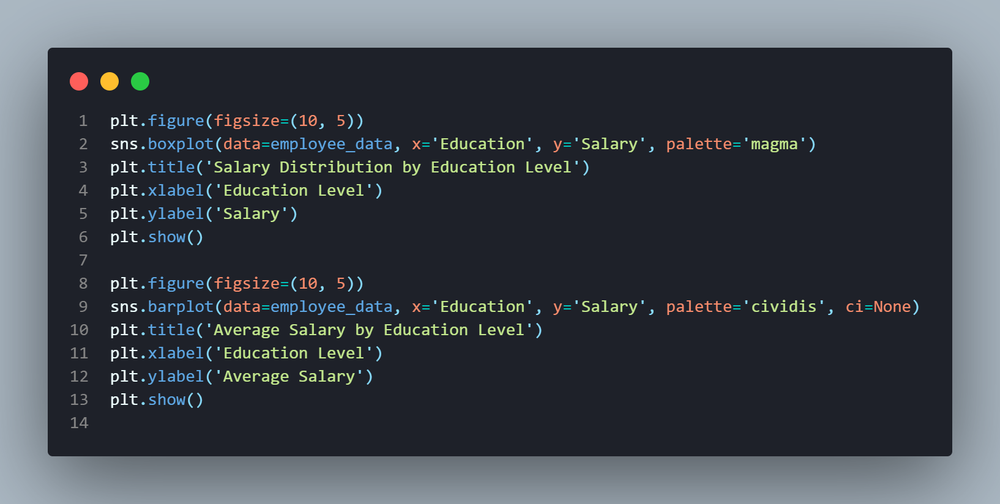 1 plt.figure(figsize=(10, 5))
2 sns.boxplot(data=employee_data, x='Education', y='Salary', palette='magma')
3 plt.title('Salary Distribution by Education Level')
4 plt.xlabel('Education Level')
5 plt.ylabel('Salary')
6 plt.show()
7
8 plt.figure(figsize=(10, 5))
9 sns.barplot(data=employee_data, x='Education', y='Salary', palette='cividis', ci=None)
10 plt.title('Average Salary by Education Level')
11 plt.xlabel('Education Level')
12 plt.ylabel('Average Salary')
13 plt.show()
14